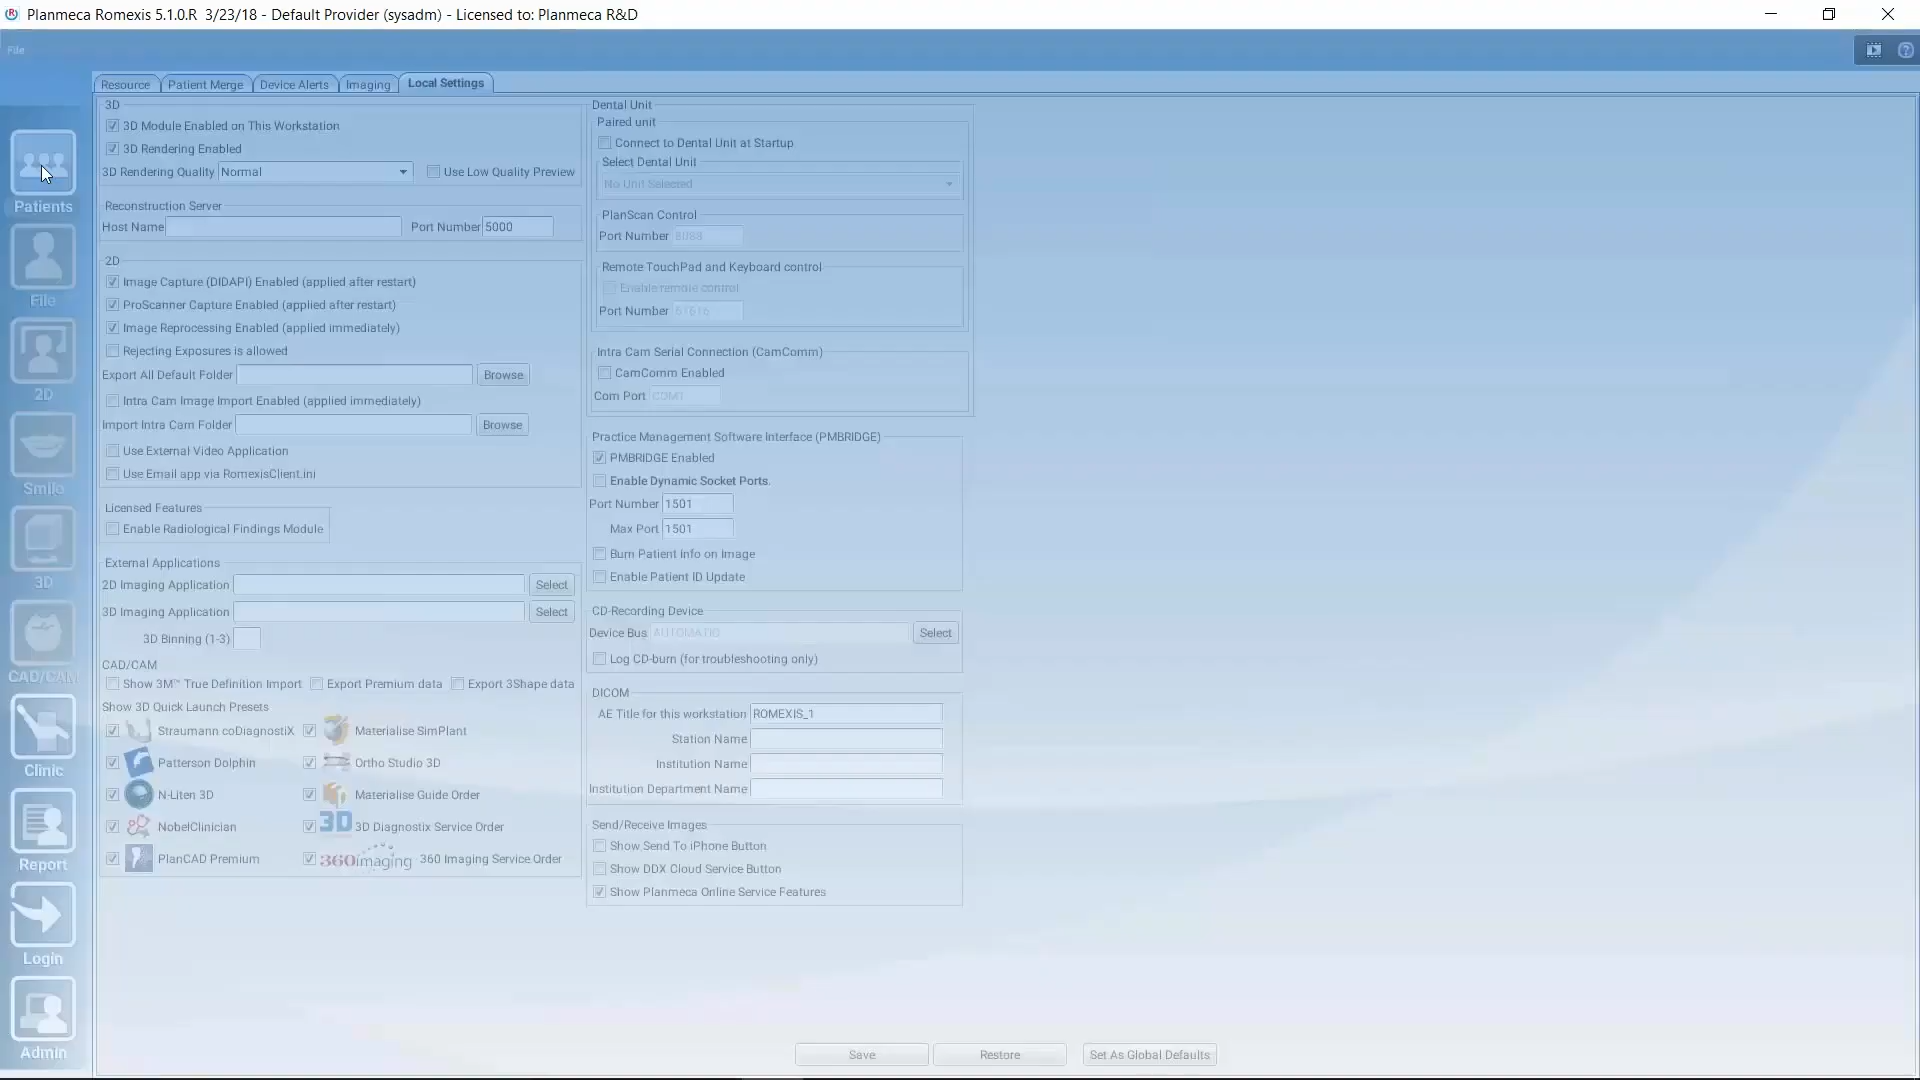 Planmeca Romexis 5.1.0.R 3/23/18 - Default Provider (sysadm) - Licensed to: Planmeca R&D
File
Resource
Patient Merge
Device Alerts
Imaging
Local Settings
Patients
File
2D
Smile
3D
CAD/CAM
Clinic
Report
Login
Admin
3D
3D Module Enabled on This Workstation
3D Rendering Enabled
3D Rendering Quality Normal Use Low Quality Preview
Reconstruction Server
Host Name Port Number 5000
2D
Image Capture (DIDAPI) Enabled (applied after restart)
ProScanner Capture Enabled (applied after restart)
Image Reprocessing Enabled (applied immediately)
Rejecting Exposures is allowed
Export All Default Folder Browse
Intra Cam Image Import Enabled (applied immediately)
Import Intra Cam Folder Browse
Use External Video Application
Use Email app via RomexisClient.ini
Licensed Features
Enable Radiological Findings Module
External Applications
2D Imaging Application Select
3D Imaging Application Select
3D Binning (1-3)
CAD/CAM
Show 3M™ True Definition Import Export Premium data Export 3Shape data
Show 3D Quick Launch Presets
Straumann coDiagnostiX Materialise SimPlant
Patterson Dolphin Ortho Studio 3D
N-Liten 3D Materialise Guide Order
NobelClinician 3D 3D Diagnostix Service Order
PlanCAD Premium 360imaging 360 Imaging Service Order
Dental Unit
Paired unit
Connect to Dental Unit at Startup
Select Dental Unit
No Unit Selected
PlanScan Control
Port Number 8088
Remote TouchPad and Keyboard control
Enable remote control
Port Number 61616
Intra Cam Serial Connection (CamComm)
CamComm Enabled
Com Port COM1
Practice Management Software Interface (PMBRIDGE)
PMBRIDGE Enabled
Enable Dynamic Socket Ports.
Port Number 1501
Max Port 1501
Burn Patient Info on Image
Enable Patient ID Update
CD-Recording Device
Device Bus AUTOMATIC Select
Log CD-burn (for troubleshooting only)
DICOM
AE Title for this workstation ROMEXIS_1
Station Name
Institution Name
Institution Department Name
Send/Receive Images
Show Send To iPhone Button
Show DDX Cloud Service Button
Show Planmeca Online Service Features
Save
Restore
Set As Global Defaults